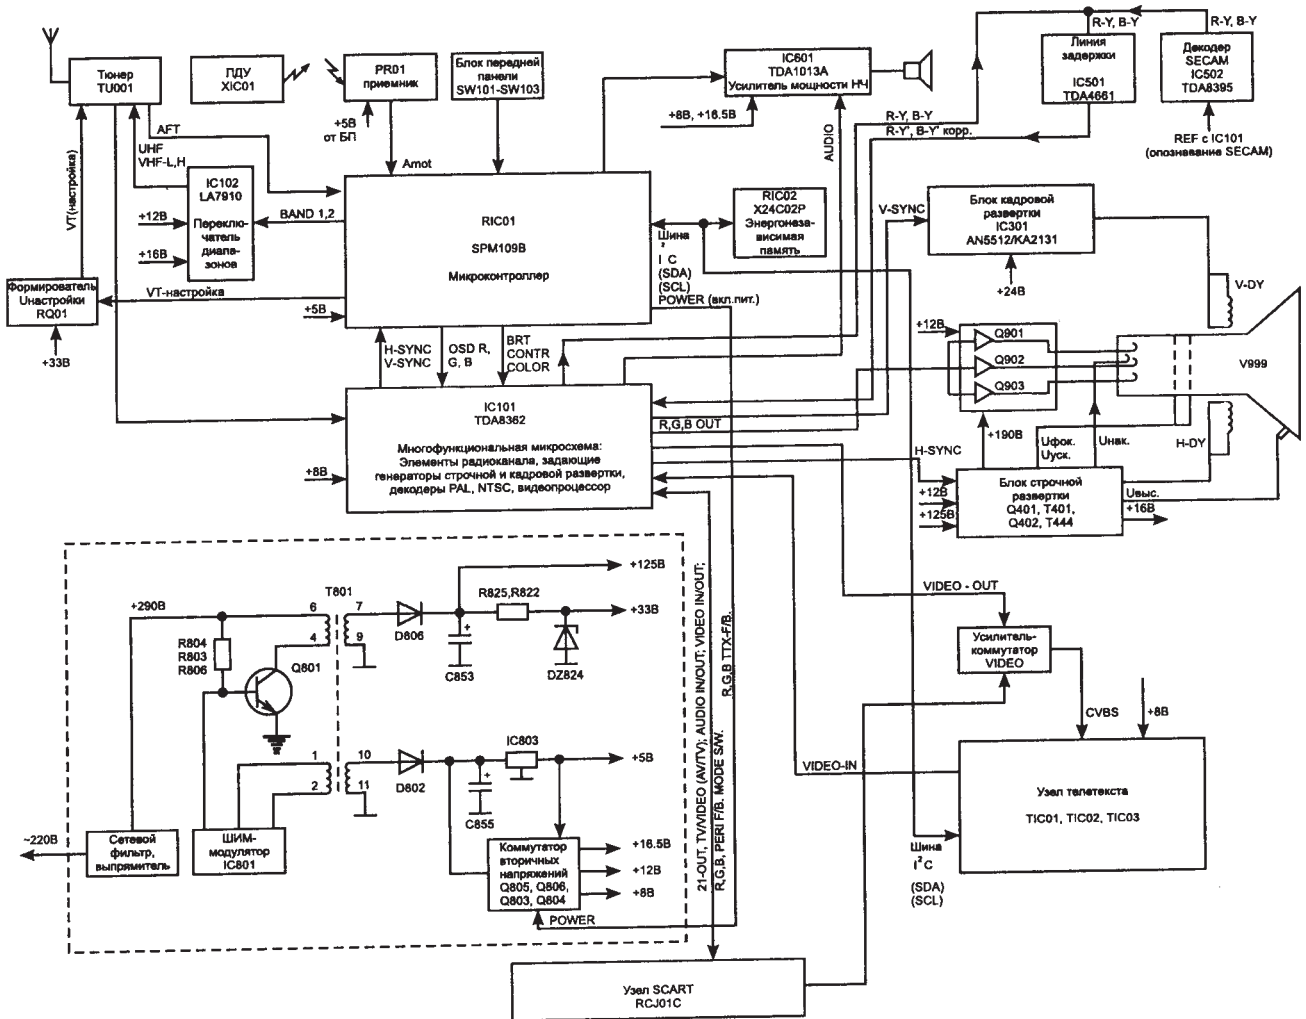 Тюнер
TU001
ПДУ
XIC01
PR01
приемник
+5В
от БП
Блок передней
панели
SW101-SW103
IC601
TDA1013A
Усилитель мощности НЧ
+8В, +16.5В
AUDIO
R-Y, B-Y
R-Y, B-Y
Линия
задержки
IC501
TDA4661
Декодер
SECAM
IC502
TDA8395
REF с IC101
(опознавание SECAM)
R-Y, B-Y
R-Y', B-Y' корр.
AFT
UHF
VHF-L,H
VT(настройка)
IC102
LA7910
Переклю-
чатель
диапа-
зонов
+12В
+16В
BAND 1,2
Amot
RIC01
SPM109B
Микроконтроллер
+5В
VT-настройка
Формирователь
Uнастройки
RQ01
+33В
RIC02
X24C02P
Энергонеза-
висимая
память
Шина
I²C
(SDA)
(SCL)
POWER (вкл.пит.)
V-SYNC
Блок кадровой
развертки
IC301
AN5512/KA2131
+24В
V-DY
H-SYNC
V-SYNC
OSD R,
G, B
BRT
CONTR
COLOR
+12В
Q901
Q902
Q903
V999
IC101
TDA8362
Многофункциональная микросхема:
Элементы радиоканала, задающие
генераторы строчной и кадровой развертки,
декодеры PAL, NTSC, видеопроцессор
+8В
R,G,B OUT
+190В
Uфок.
Uуск.
Uнак.
H-DY
H-SYNC
+12В
+125В
Блок строчной
развертки
Q401, T401,
Q402, T444
Uвыс.
+16В
+290В
R804
R803
R806
Q801
T801
6
4
7
9
D806
+125В
R825,R822
+33В
C853
DZ824
1
2
10
11
D802
IC803
+5В
C855
~220В
Сетевой
фильтр,
выпрямитель
ШИМ-
модулятор
IC801
Коммутатор
вторичных
напряжений
Q805, Q806,
Q803, Q804
+16.5В
+12В
+8В
POWER
21-OUT, TV/VIDEO (AV/TV); AUDIO IN/OUT; VIDEO IN/OUT;
R,G,B, PERI F/B. MODE S/W.
R,G,B TTX-F/B.
VIDEO - OUT
Усилитель-
коммутатор
VIDEO
CVBS
+8В
VIDEO-IN
Узел телетекста
TIC01, TIC02, TIC03
Шина
I²C
(SDA)
(SCL)
Узел SCART
RCJ01C